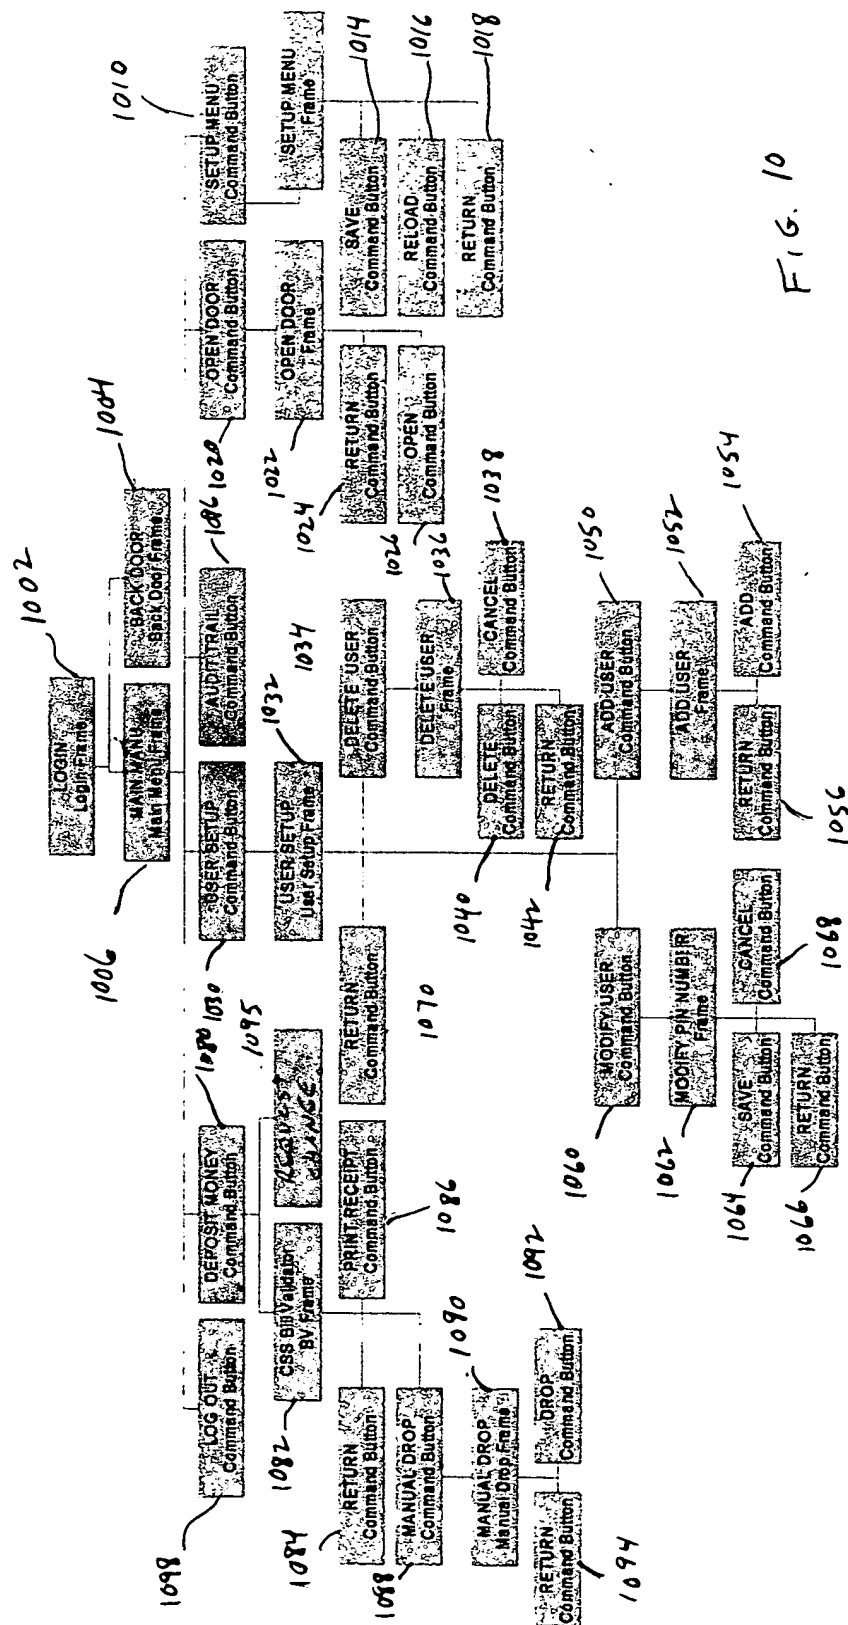 LOGIN
Login Frame
1002
MAIN MANU
Main Menu Frame
1006
BACK DOOR
Back Door Frame
1004
LOG OUT
Command Button
1098
DEPOSIT MONEY
Command Button
1080
USER SETUP
Command Button
1030
AUDIT TRAIL
Command Button
1096
OPEN DOOR
Command Button
1020
SETUP MENU
Command Button
1010
CSS Bill Validator
BV Frame
1082
REQUEST
CHANGE
1095
USER SETUP
User Setup Frame
1032
OPEN DOOR
Frame
1022
SETUP MENU
Frame
RETURN
Command Button
1084
PRINT RECEIPT
Command Button
1086
RETURN
Command Button
1070
DELETE USER
Command Button
1034
RETURN
Command Button
1024
SAVE
Command Button
1014
MANUAL DROP
Command Button
1088
DELETE USER
Frame
1036
OPEN
Command Button
1026
RELOAD
Command Button
1016
MANUAL DROP
Manual Drop Frame
1090
DELETE
Command Button
1040
CANCEL
Command Button
1038
RETURN
Command Button
1018
RETURN
Command Button
1094
DROP
Command Button
1092
RETURN
Command Button
1042
MODIFY USER
Command Button
1060
ADD USER
Command Button
1050
MODIFY PIN NUMBER
Frame
1062
ADD USER
Frame
1052
SAVE
Command Button
1064
CANCEL
Command Button
1068
RETURN
Command Button
1056
ADD
Command Button
1054
RETURN
Command Button
1066
FIG. 10